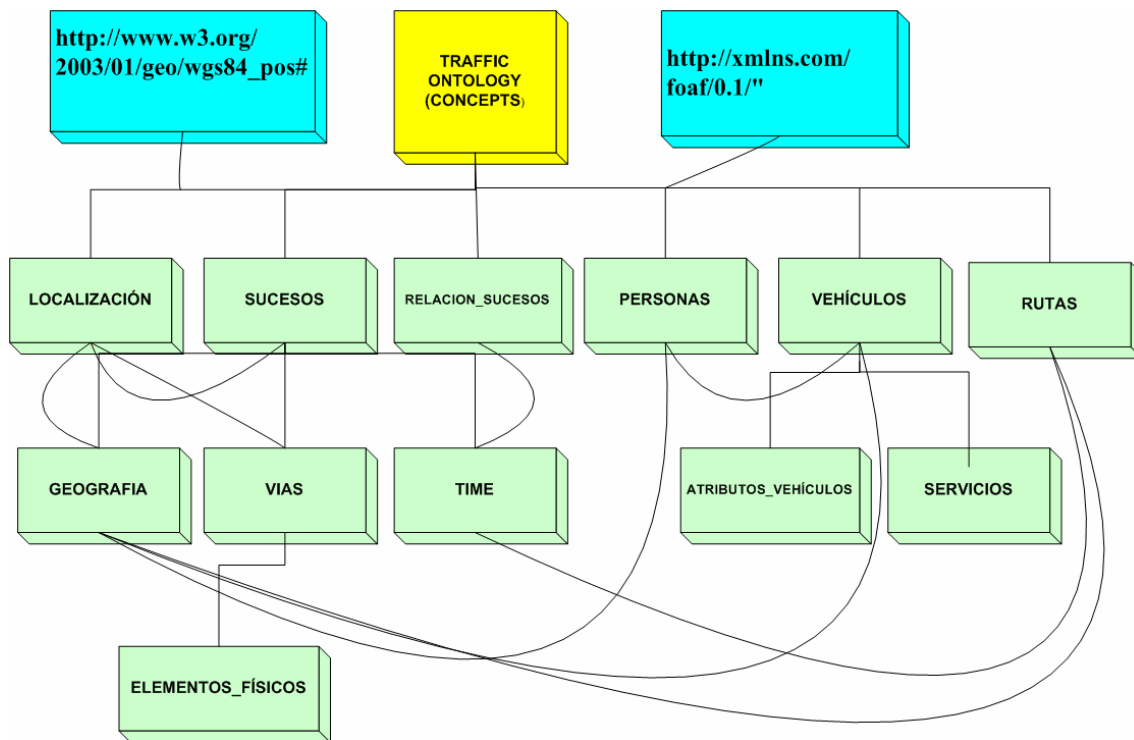 http://www.w3.org/
2003/01/geo/wgs84_pos#
TRAFFIC
ONTOLOGY
(CONCEPTS)
http://xmlns.com/
foaf/0.1/"
LOCALIZACIÓN
SUCESOS
RELACION_SUCESOS
PERSONAS
VEHÍCULOS
RUTAS
GEOGRAFIA
VIAS
TIME
ATRIBUTOS_VEHÍCULOS
SERVICIOS
ELEMENTOS_FÍSICOS